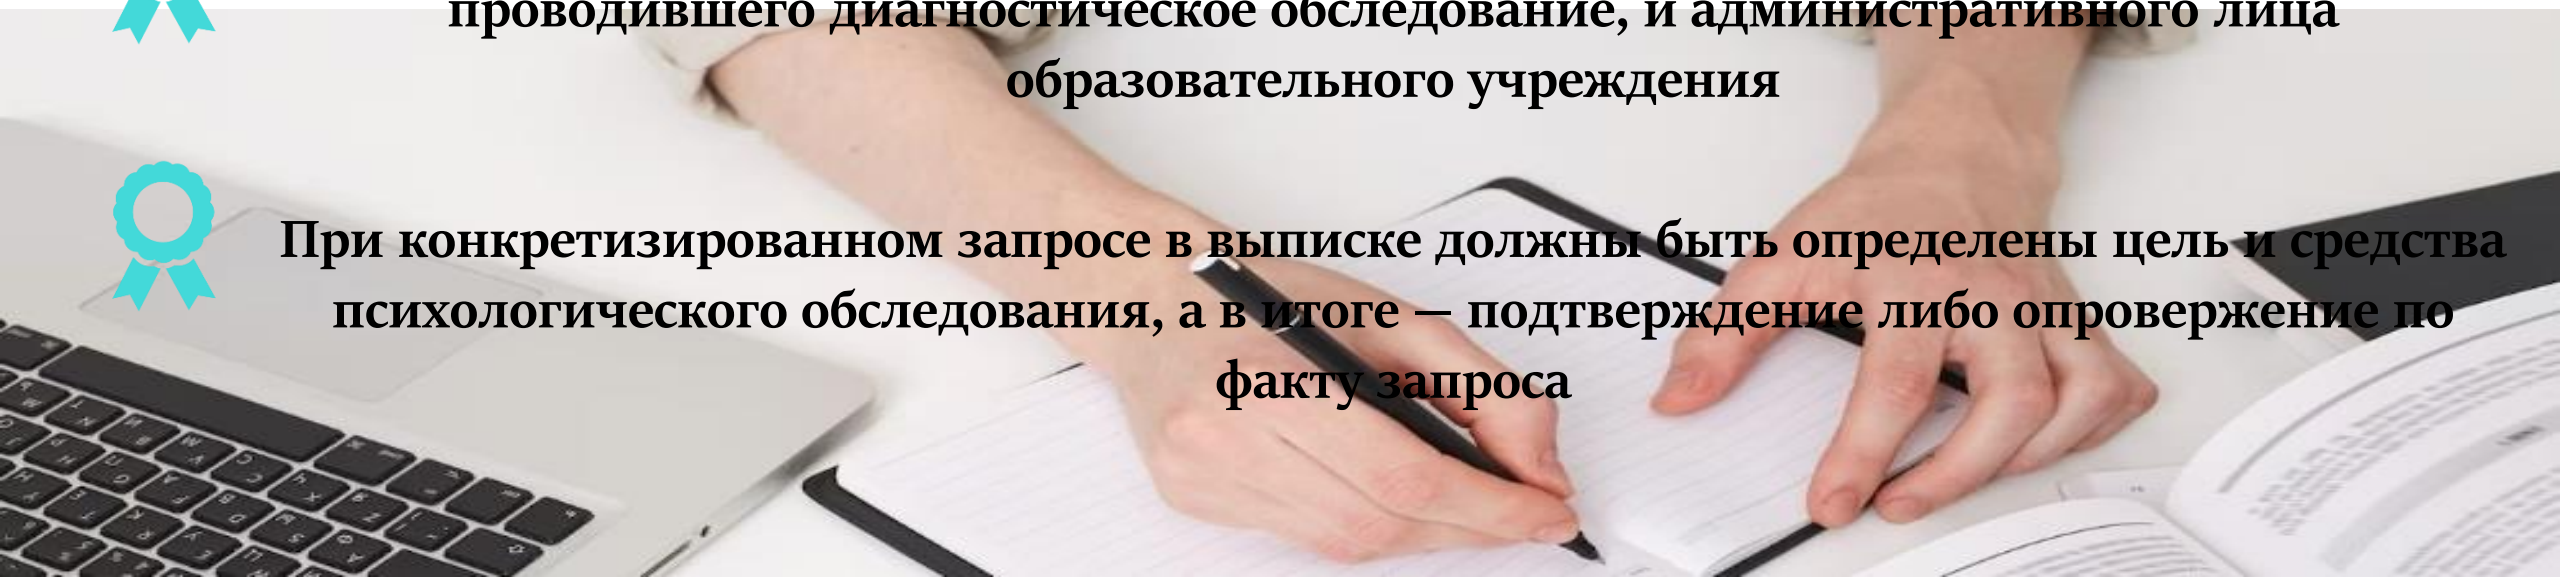 проводившего диагностическое обследование, и административного лица
образовательного учреждения
При конкретизированном запросе в выписке должны быть определены цель и средства
психологического обследования, а в итоге — подтверждение либо опровержение по
факту запроса